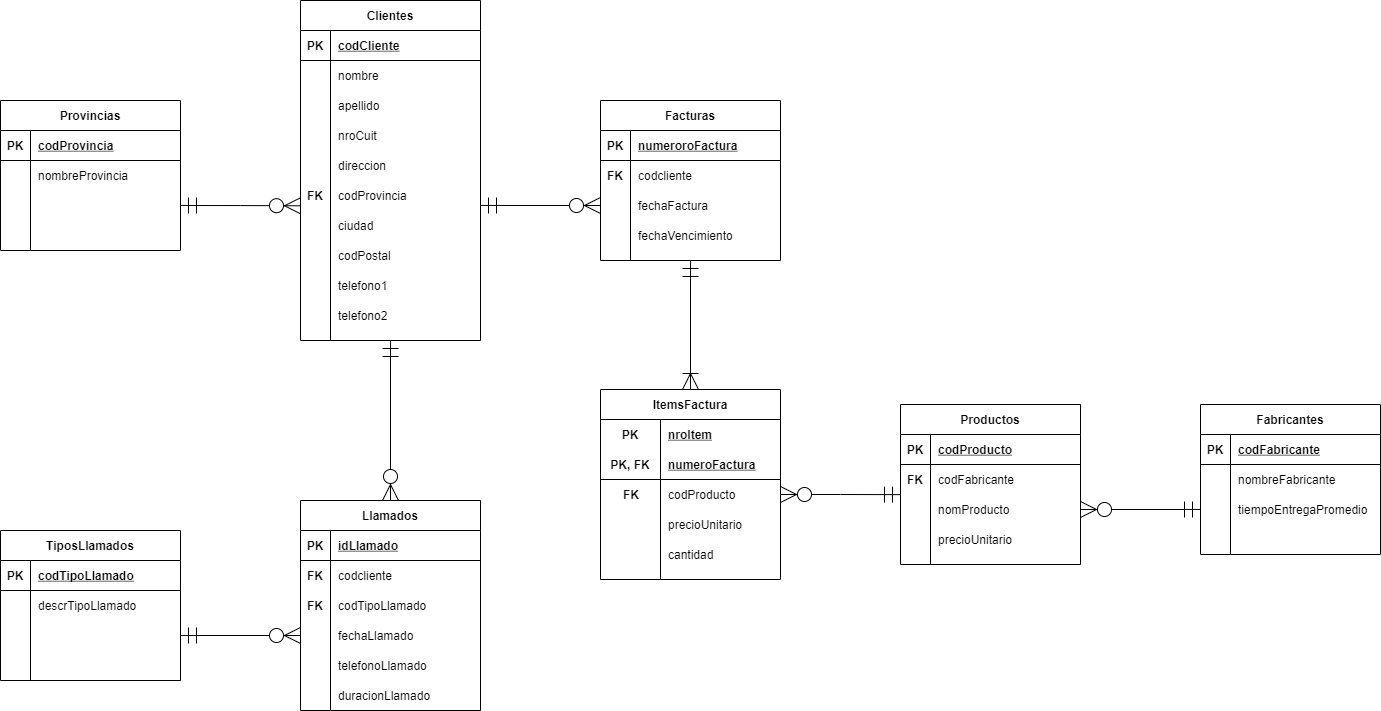 Clientes
PK codCliente
nombre
apellido
nroCuit
direccion
FK codProvincia
ciudad
codPostal
telefono1
telefono2
Provincias
PK codProvincia
nombreProvincia
Facturas
PK numeroroFactura
FK codcliente
fechaFactura
fechaVencimiento
ItemsFactura
PK nroItem
PK, FK numeroFactura
FK codProducto
precioUnitario
cantidad
Productos
PK codProducto
FK codFabricante
nomProducto
precioUnitario
Fabricantes
PK codFabricante
nombreFabricante
tiempoEntregaPromedio
Llamados
PK idLlamado
FK codcliente
FK codTipoLlamado
fechaLlamado
telefonoLlamado
duracionLlamado
TiposLlamados
PK codTipoLlamado
descrTipoLlamado